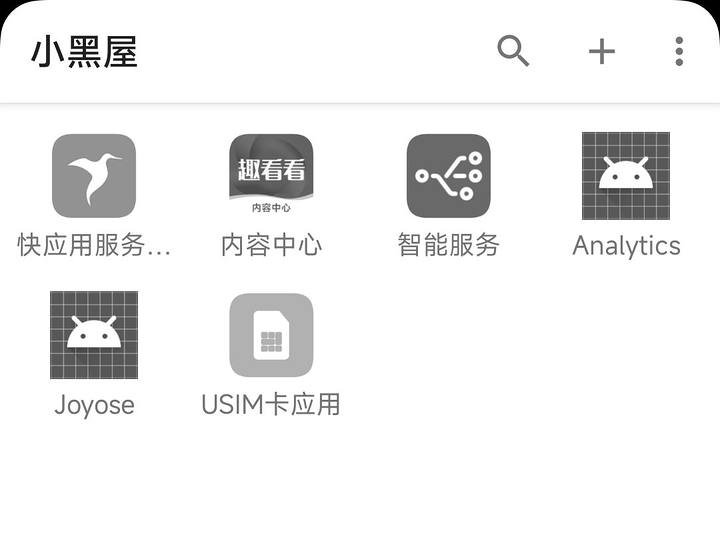 小黑屋
趣看看
内容中心
快应用服务...
内容中心
智能服务
Analytics
Joyose
USIM卡应用